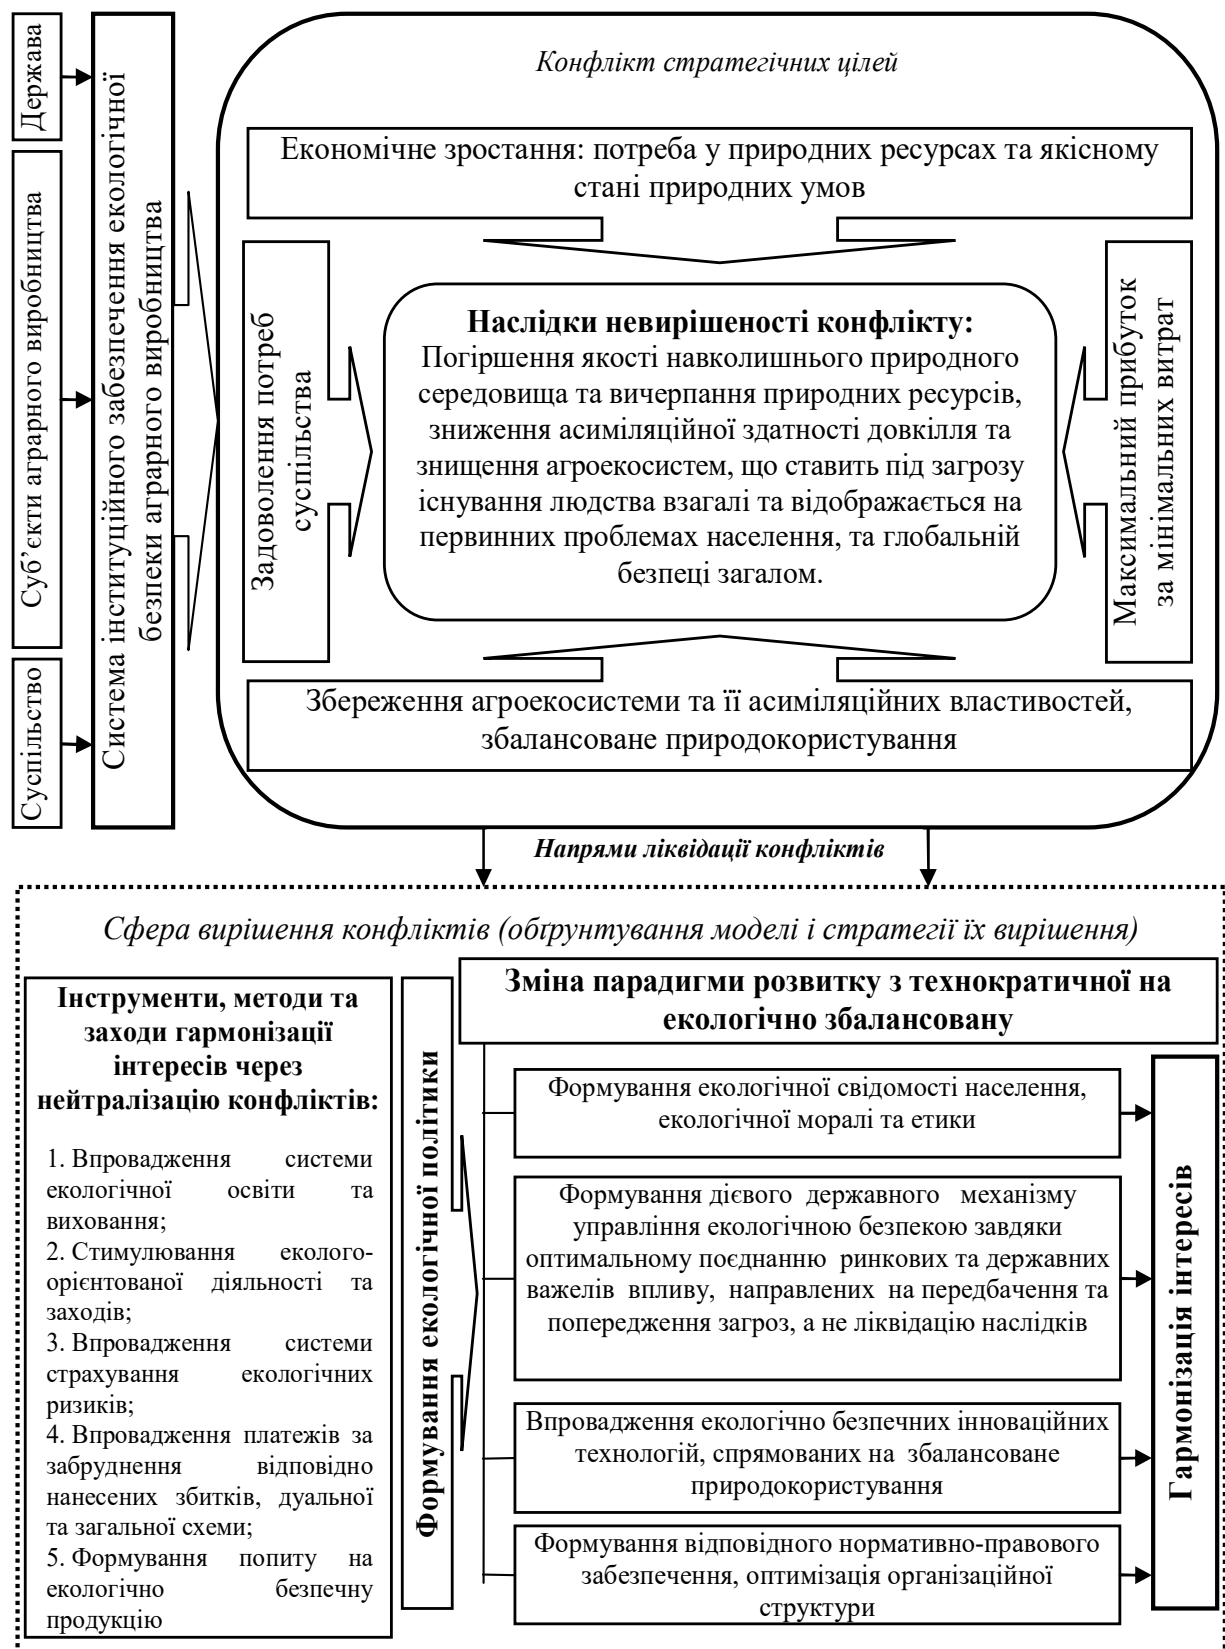 Держава
Суб’єкти аграрного виробництва
Суспільство
Система інституційного забезпечення екологічної
безпеки аграрного виробництва
Конфлікт стратегічних цілей
Економічне зростання: потреба у природних ресурсах та якісному
стані природних умов
Задоволення потреб
суспільства
Наслідки невирішеності конфлікту:
Погіршення якості навколишнього природного
середовища та вичерпання природних ресурсів,
зниження асиміляційної здатності довкілля та
знищення агроекосистем, що ставить під загрозу
існування людства взагалі та відображається на
первинних проблемах населення, та глобальній
безпеці загалом.
Максимальний прибуток
за мінімальних витрат
Збереження агроекосистеми та її асиміляційних властивостей,
збалансоване природокористування
Напрями ліквідації конфліктів
Сфера вирішення конфліктів (обґрунтування моделі і стратегії їх вирішення)
Інструменти, методи та
заходи гармонізації
інтересів через
нейтралізацію конфліктів:
1. Впровадження системи
екологічної освіти та
виховання;
2. Стимулювання еколого-
орієнтованої діяльності та
заходів;
3. Впровадження системи
страхування екологічних
ризиків;
4. Впровадження платежів за
забруднення відповідно
нанесених збитків, дуальної
та загальної схеми;
5. Формування попиту на
екологічно безпечну
продукцію
Формування екологічної політики
Зміна парадигми розвитку з технократичної на
екологічно збалансовану
Формування екологічної свідомості населення,
екологічної моралі та етики
Формування дієвого державного механізму
управління екологічною безпекою завдяки
оптимальному поєднанню ринкових та державних
важелів впливу, направлених на передбачення та
попередження загроз, а не ліквідацію наслідків
Впровадження екологічно безпечних інноваційних
технологій, спрямованих на збалансоване
природокористування
Формування відповідного нормативно-правового
забезпечення, оптимізація організаційної
структури
Гармонізація інтересів